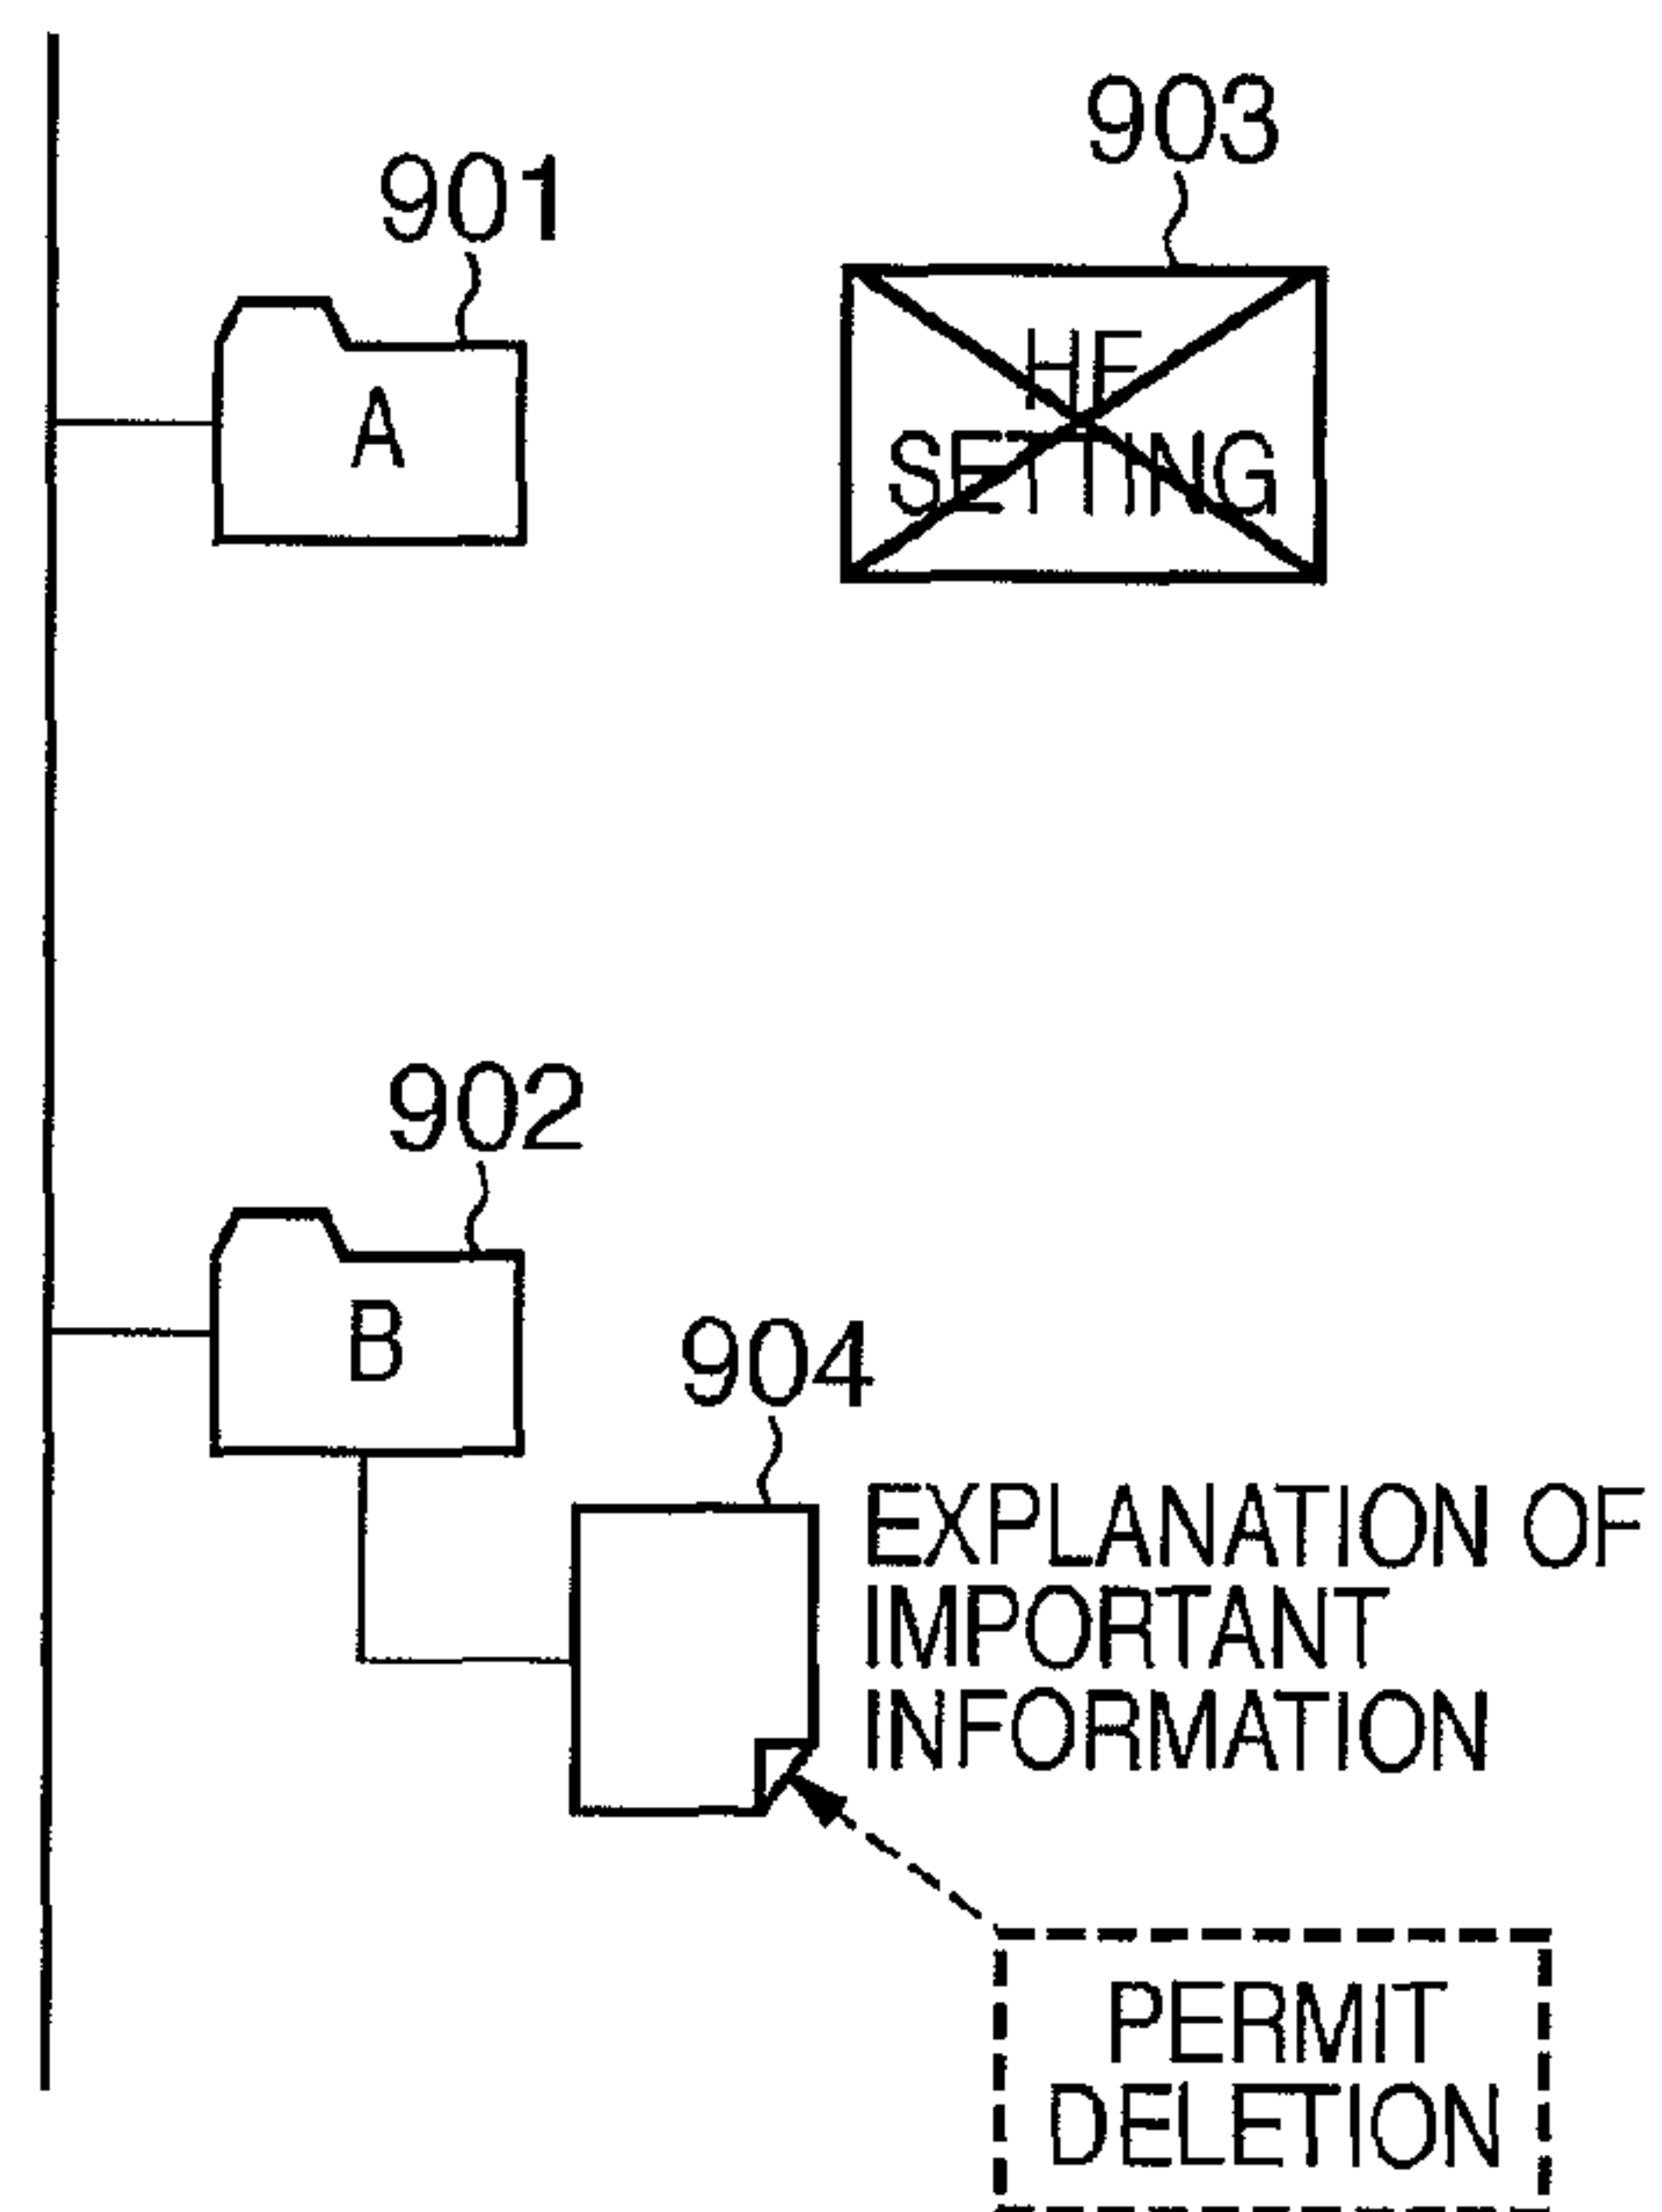 903
901
HF
SETTING
A
902
B
904
EXPLANATION OF
IMPORTANT
INFORMATION
PERMIT
DELETION